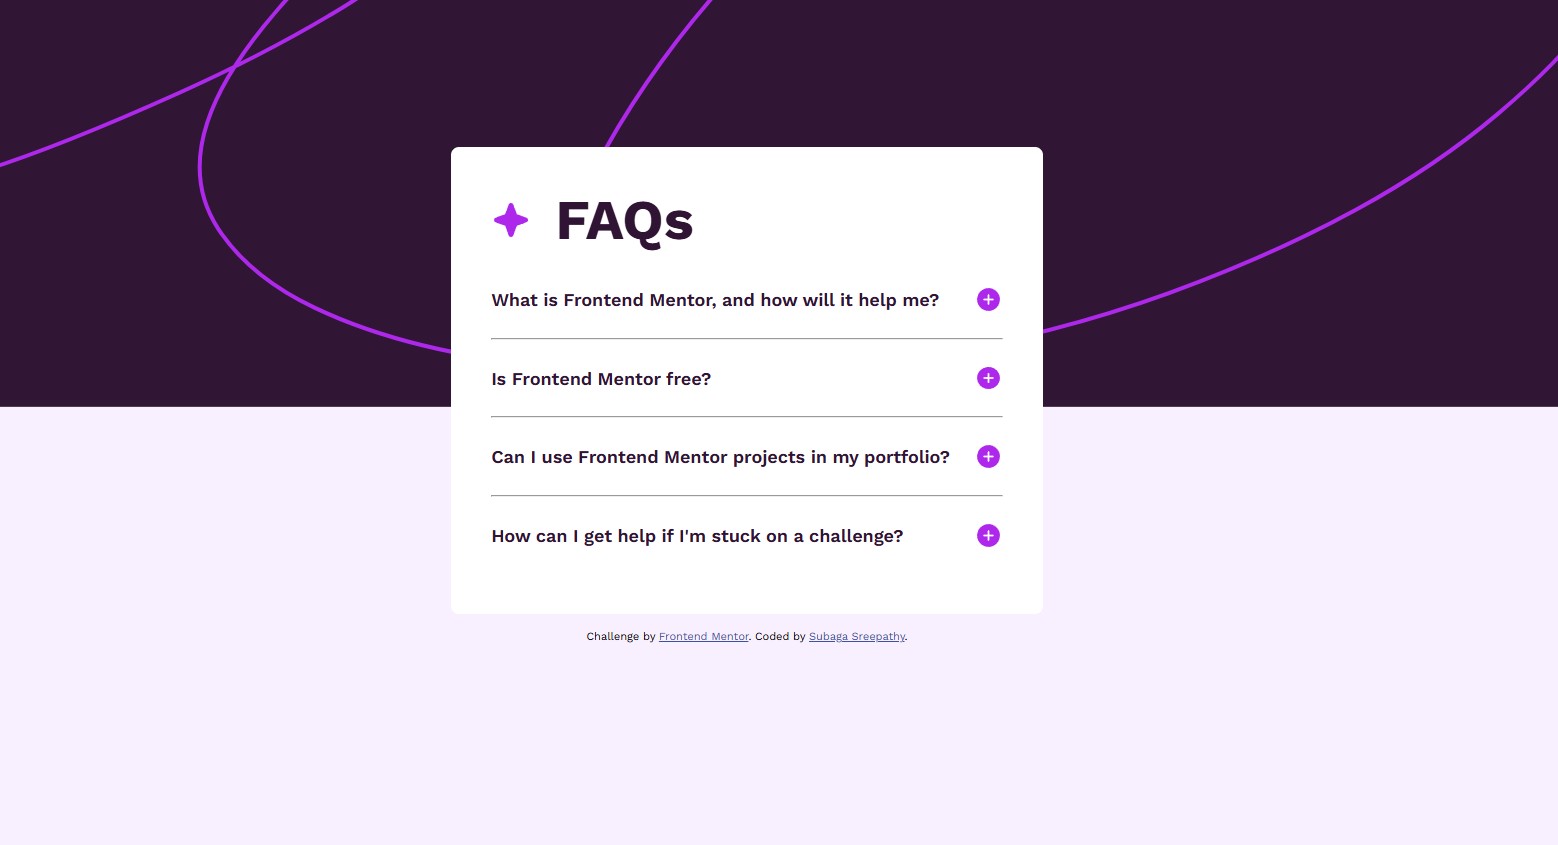 FAQs
What is Frontend Mentor, and how will it help me?
Is Frontend Mentor free?
Can I use Frontend Mentor projects in my portfolio?
How can I get help if I'm stuck on a challenge?
Challenge by Frontend Mentor. Coded by Subaga Sreepathy.